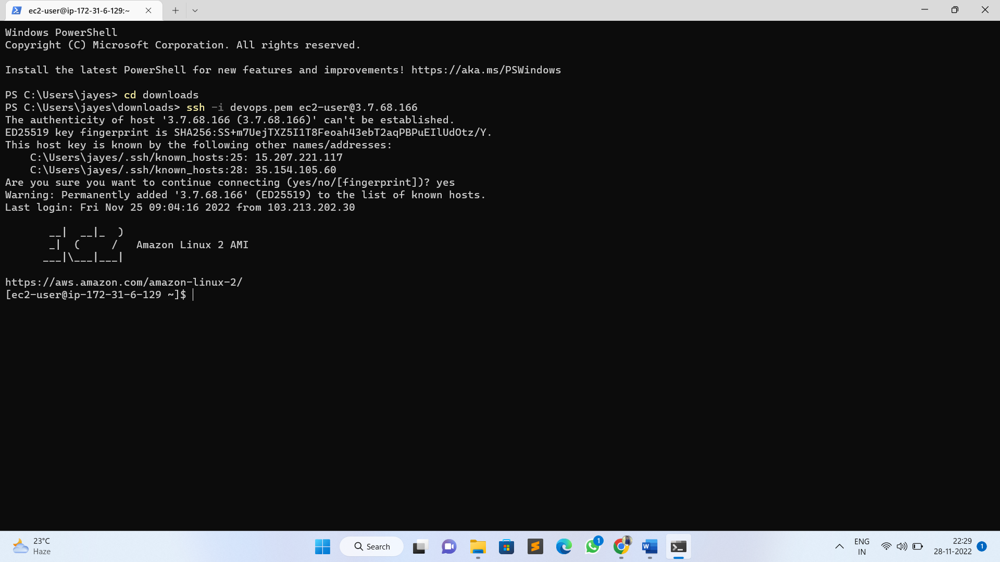 ec2-user@ip-172-31-6-129:~
Windows PowerShell
Copyright (C) Microsoft Corporation. All rights reserved.
Install the latest PowerShell for new features and improvements! https://aka.ms/PSWindows
PS C:\Users\jayes> cd downloads
PS C:\Users\jayes\downloads> ssh -i devops.pem ec2-user@3.7.68.166
The authenticity of host '3.7.68.166 (3.7.68.166)' can't be established.
ED25519 key fingerprint is SHA256:SS+m7UejTXZ5I1T8Feoah43ebT2aqPBPuEIlUdOtz/Y.
This host key is known by the following other names/addresses:
    C:\Users\jayes/.ssh/known_hosts:25: 15.207.221.117
    C:\Users\jayes/.ssh/known_hosts:28: 35.154.105.60
Are you sure you want to continue connecting (yes/no/[fingerprint])? yes
Warning: Permanently added '3.7.68.166' (ED25519) to the list of known hosts.
Last login: Fri Nov 25 09:04:16 2022 from 103.213.202.30
       __|  __|_  )
       _|  (     /   Amazon Linux 2 AMI
      ___|\___|___|
https://aws.amazon.com/amazon-linux-2/
[ec2-user@ip-172-31-6-129 ~]$
23°C
Haze
Search
1
W
ENG
IN
22:29
28-11-2022
1